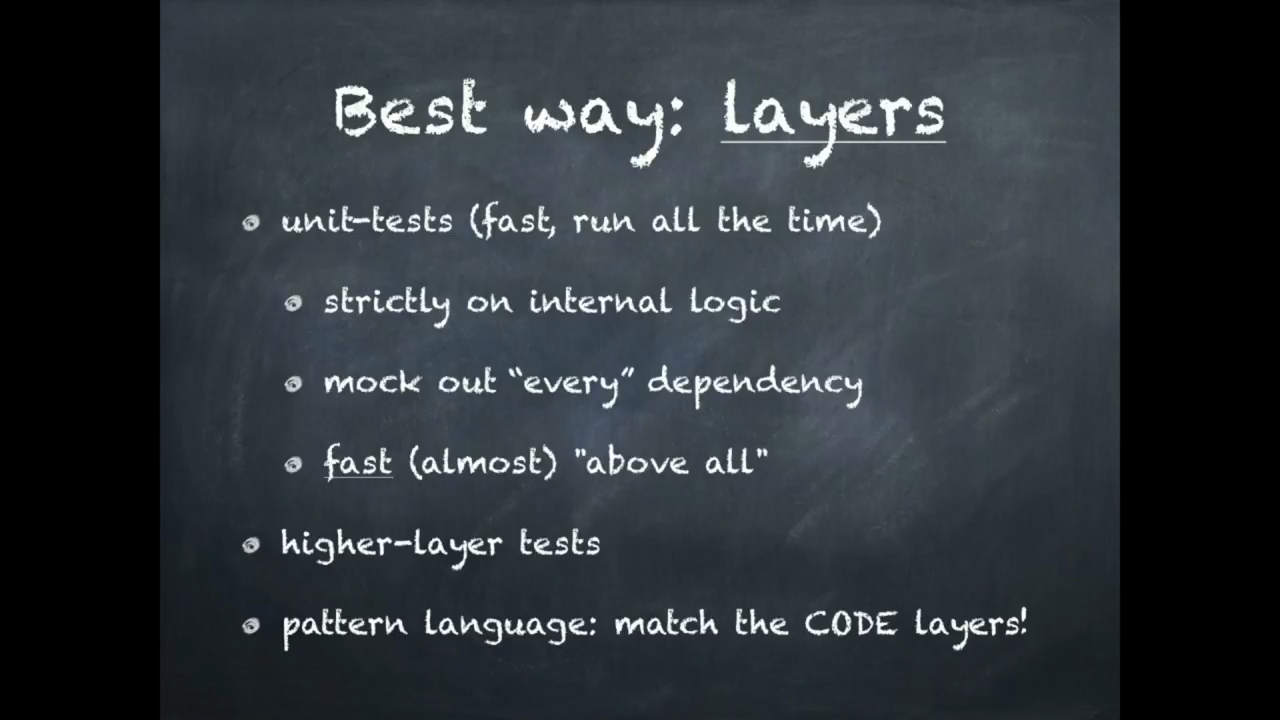 Best way: layers
unit-tests (fast, run all the time)
strictly on internal logic
mock out “every” dependency
fast (almost) "above all"
higher-layer tests
pattern language: match the CODE layers!